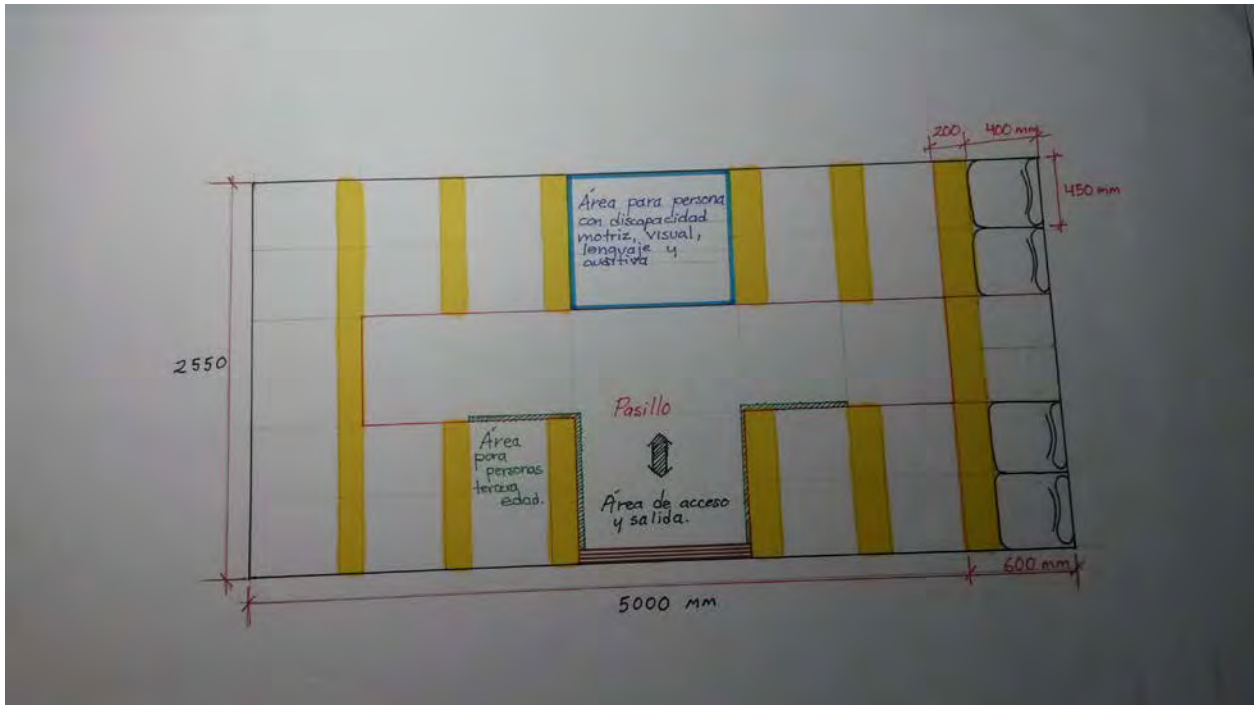 200
400 mm
450 mm
Área para persona
con discapacidad
motriz, visual,
lenguaje y
auditiva
2550
Pasillo
Área
para
personas
tercera
edad.
Área de acceso
y salida.
600 mm
5000 mm